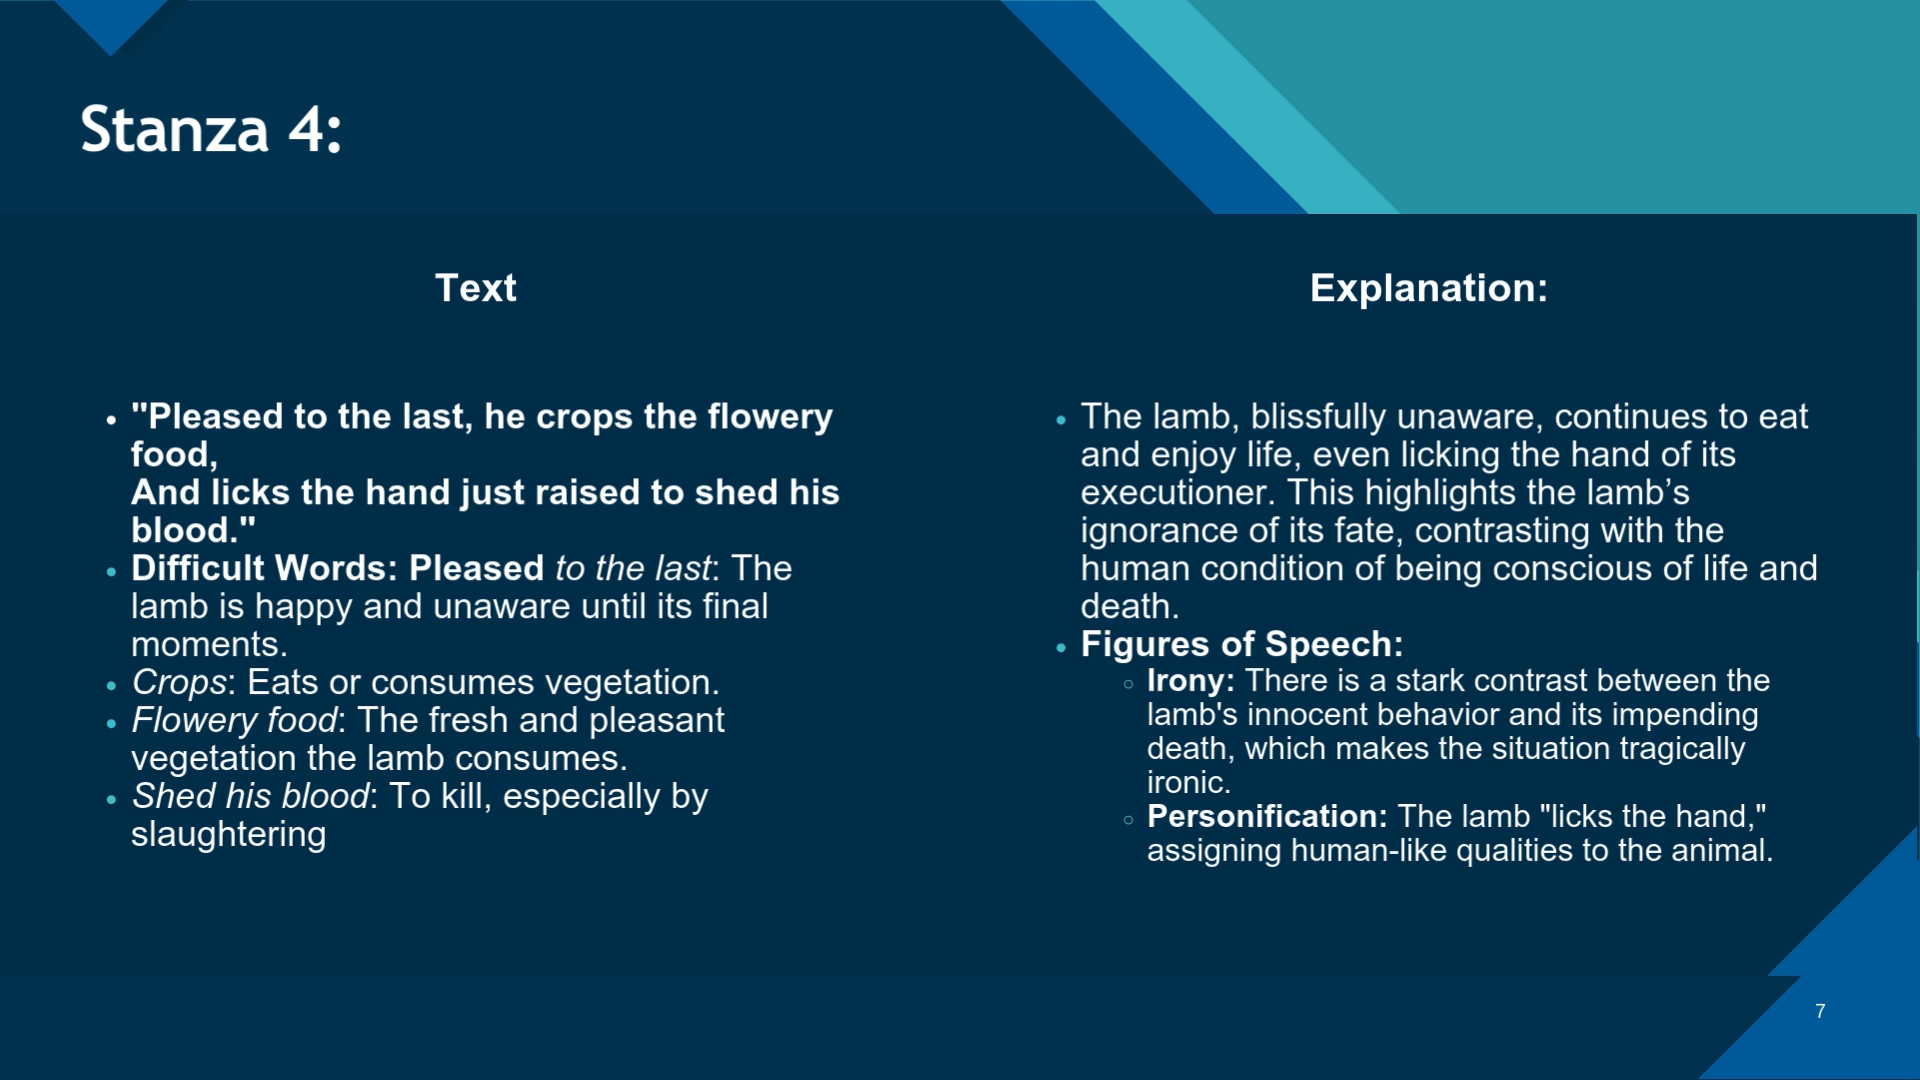 Stanza 4:
Text
"Pleased to the last, he crops the flowery
food,
And licks the hand just raised to shed his
blood."
Difficult Words: Pleased to the last: The
lamb is happy and unaware until its final
moments.
Crops: Eats or consumes vegetation.
Flowery food: The fresh and pleasant
vegetation the lamb consumes.
Shed his blood: To kill, especially by
slaughtering
Explanation:
The lamb, blissfully unaware, continues to eat
and enjoy life, even licking the hand of its
executioner. This highlights the lamb’s
ignorance of its fate, contrasting with the
human condition of being conscious of life and
death.
Figures of Speech:
Irony: There is a stark contrast between the
lamb's innocent behavior and its impending
death, which makes the situation tragically
ironic.
Personification: The lamb "licks the hand,"
assigning human-like qualities to the animal.
7